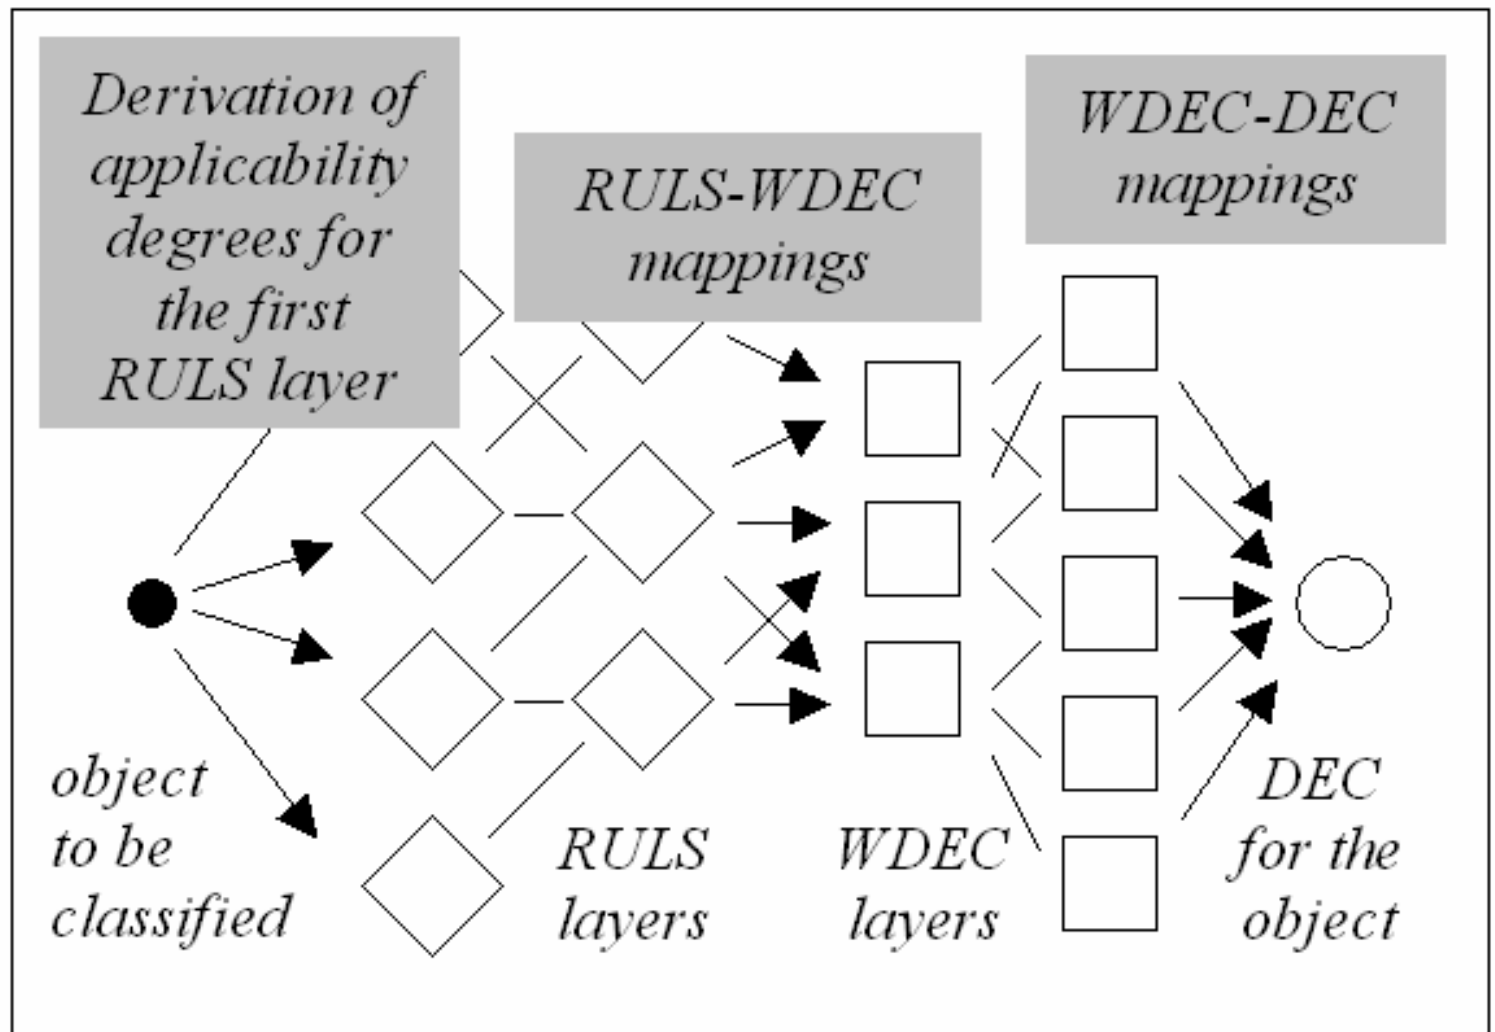 Derivation of
applicability
degrees for
the first
RULS layer
RULS-WDEC
mappings
WDEC-DEC
mappings
object
to be
classified
RULS
layers
WDEC
layers
DEC
for the
object